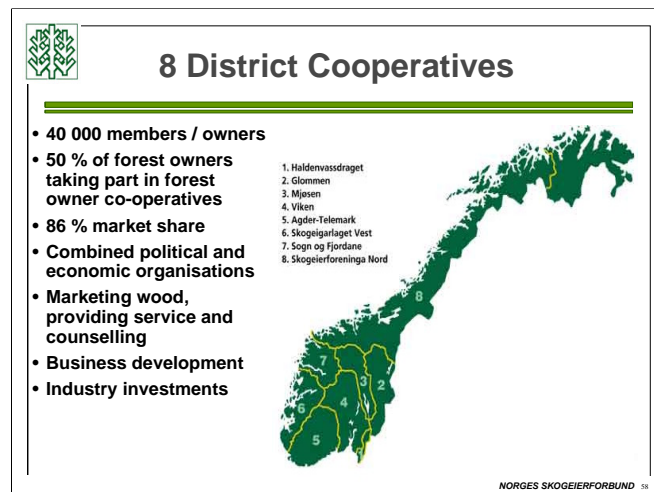 8 District Cooperatives
• 40 000 members / owners
• 50 % of forest owners
taking part in forest
owner co-operatives
• 86 % market share
• Combined political and
economic organisations
• Marketing wood,
providing service and
counselling
• Business development
• Industry investments
1. Haldenvassdraget
2. Glommen
3. Mjøsen
4. Viken
5. Agder-Telemark
6. Skogeigarlaget Vest
7. Sogn og Fjordane
8. Skogeierforeninga Nord
8
7
3
2
4
6
5
1
NORGES SKOGEIERFORBUND 58